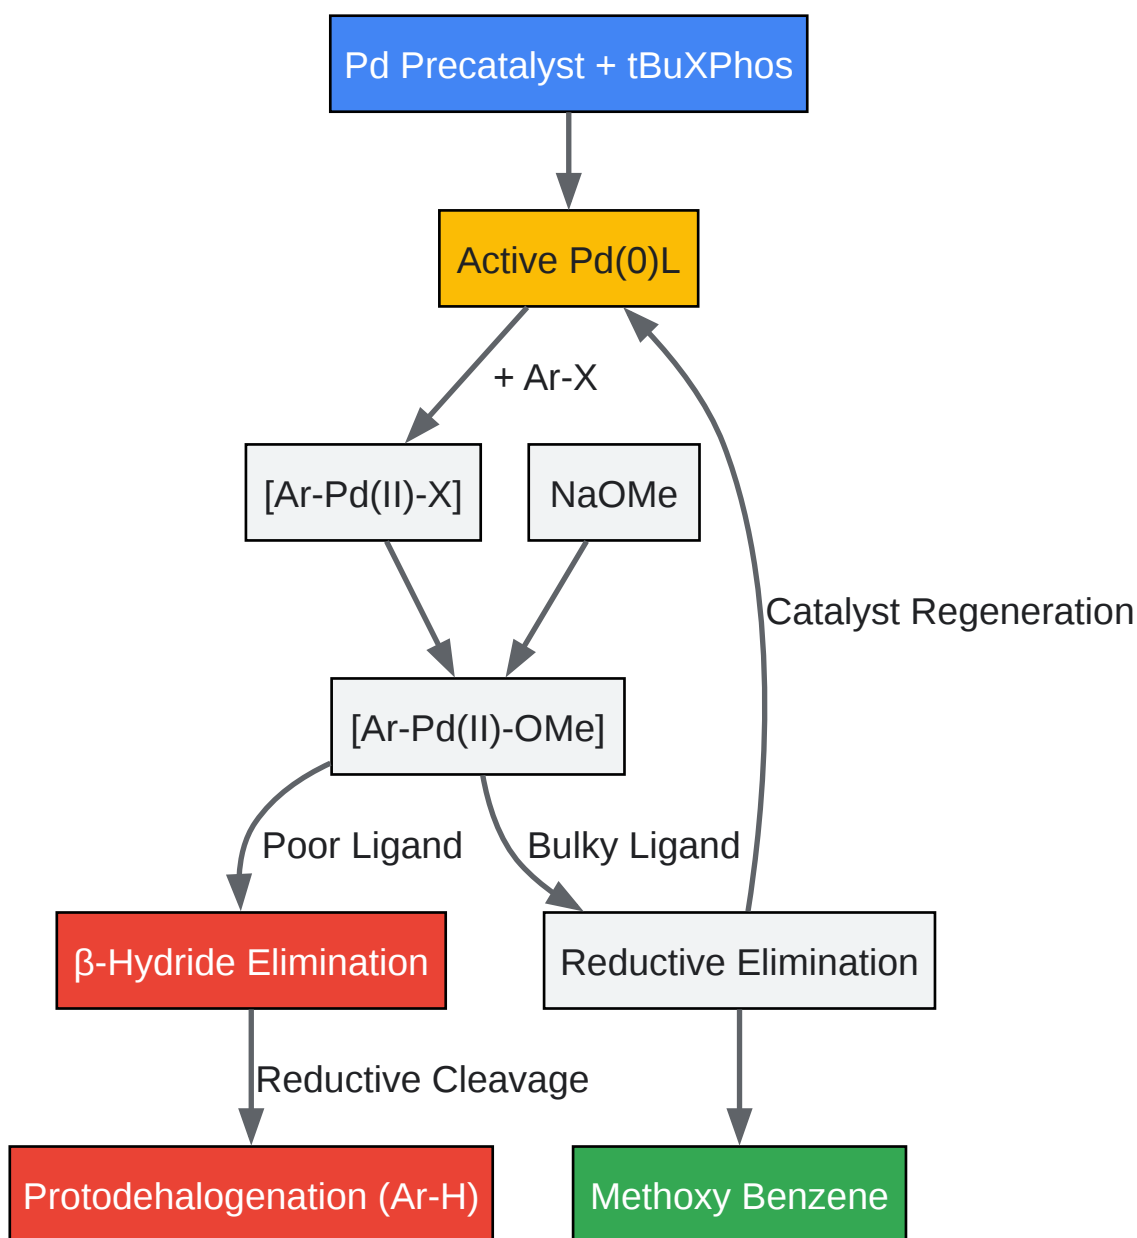 Pd Precatalyst + tBuXPhos
Active Pd(0)L
+ Ar-X
[Ar-Pd(II)-X]
NaOMe
Catalyst Regeneration
[Ar-Pd(II)-OMe]
Poor Ligand
Bulky Ligand
β-Hydride Elimination
Reductive Elimination
Reductive Cleavage
Protodehalogenation (Ar-H)
Methoxy Benzene